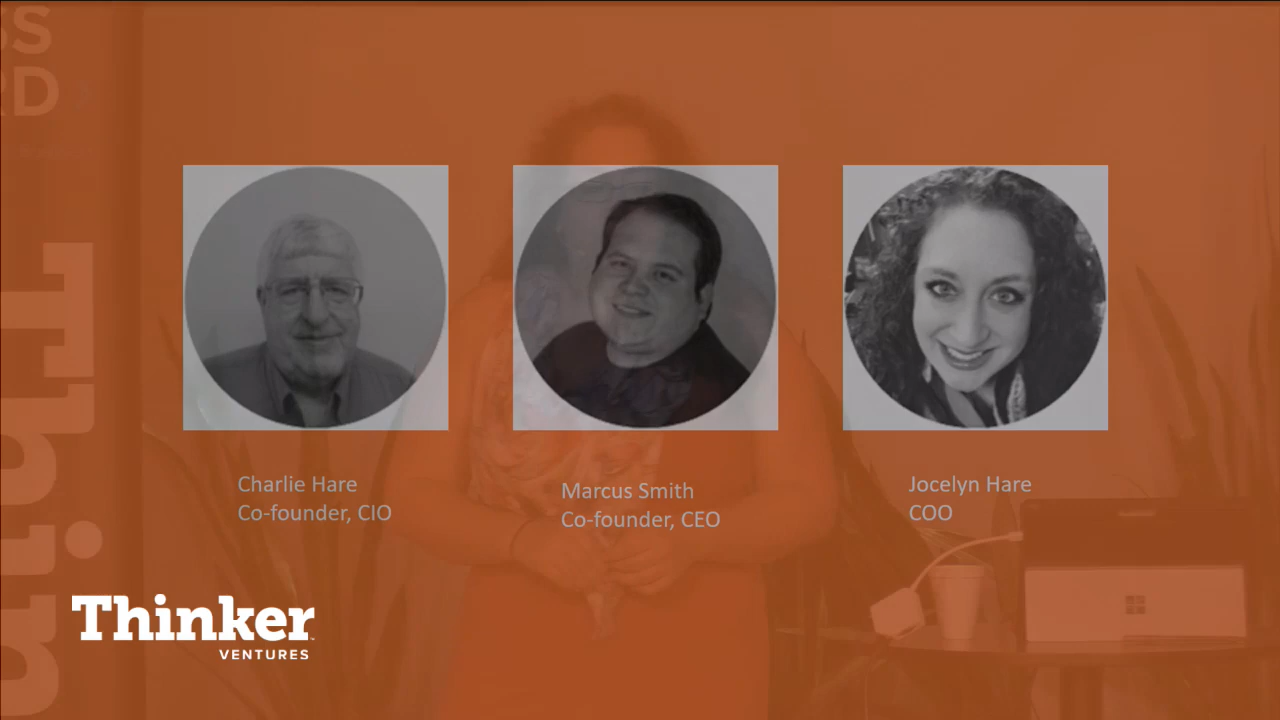 Charlie Hare
Co-founder, CIO
Marcus Smith
Co-founder, CEO
Jocelyn Hare
COO
Thinker
VENTURES